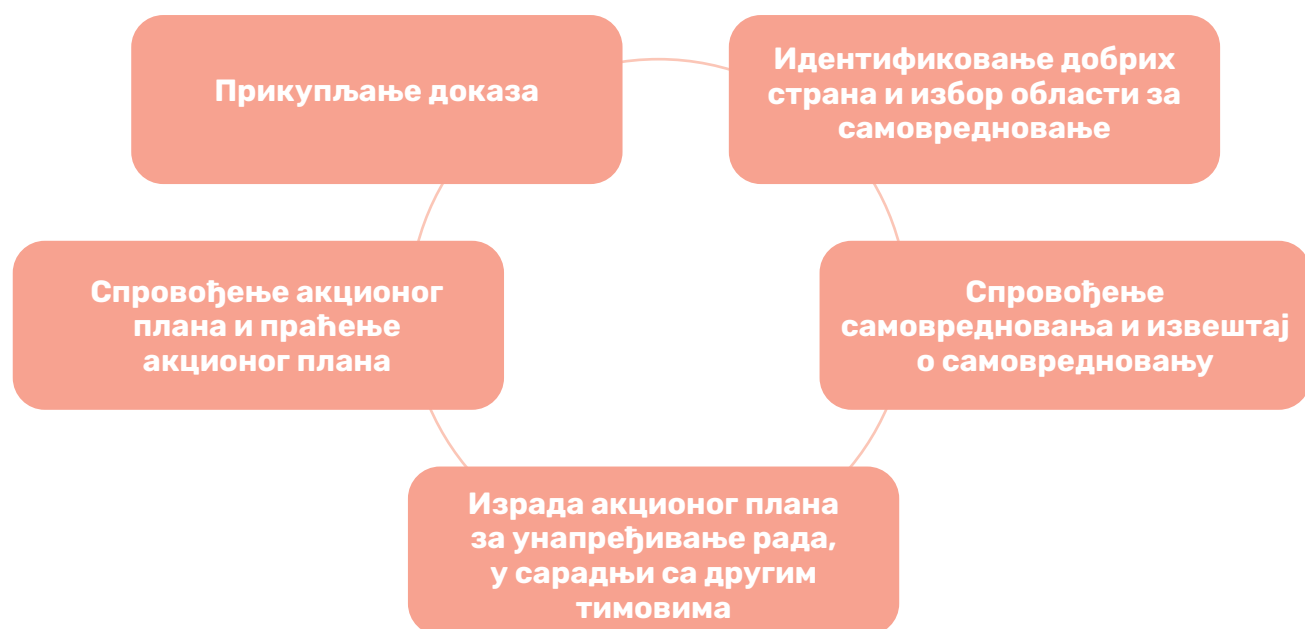 Прикупљање доказа
Идентификовање добрих
страна и избор области за
самовредновање
Спровођење акционог
плана и праћење
акционог плана
Спровођење
самовредновања и извештај
о самовредновању
Израда акционог плана
за унапређивање рада,
у сарадњи са другим
тимовима